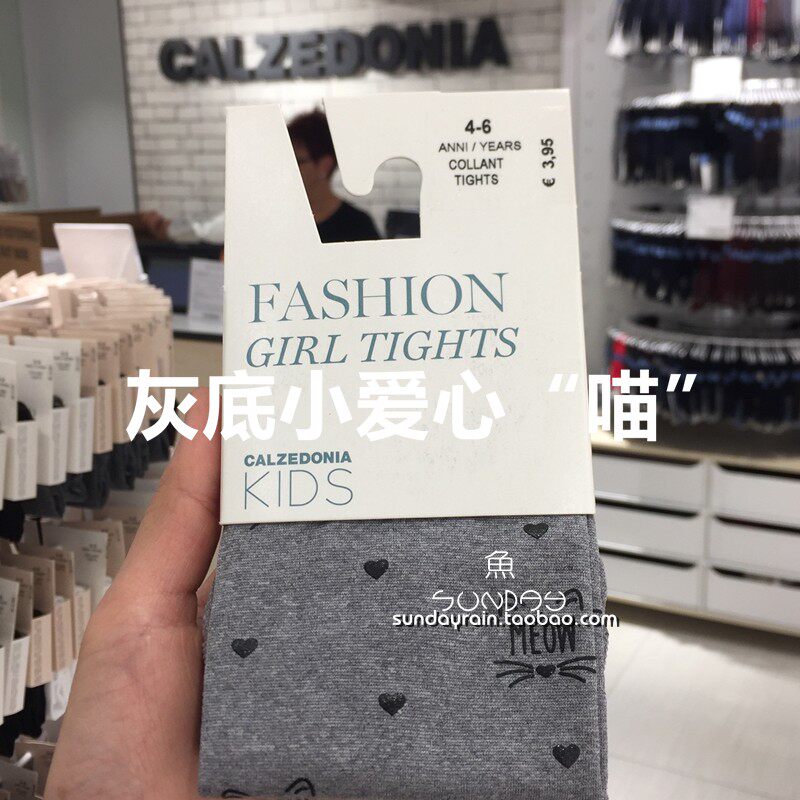 CALZEDONIA
4-6
ANNI / YEARS
COLLANT
TIGHTS
€ 3,95
FASHION
GIRL TIGHTS
灰底小爱心“喵”
CALZEDONIA
KIDS
魚
SUNDAY
sundayrain.taobao.com
MEOW